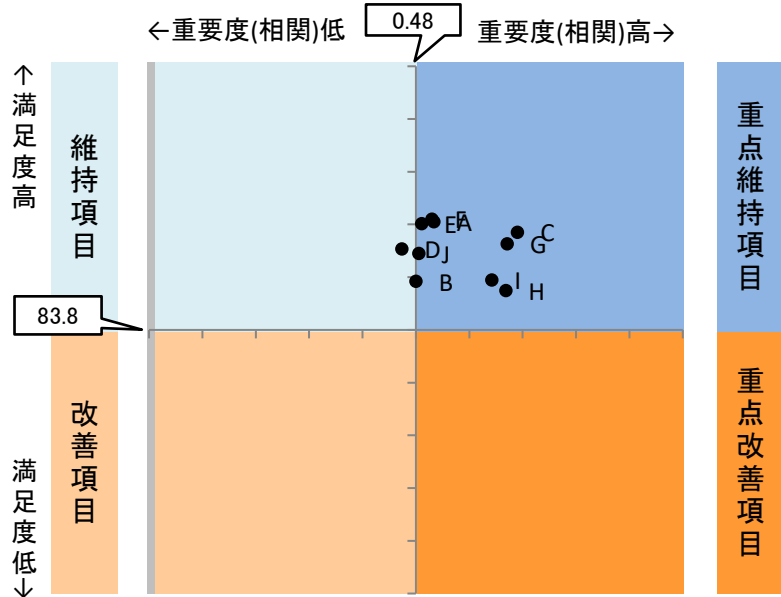 ←重要度(相関)低
0.48
重要度(相関)高→
↑満足度高
維持項目
重点維持項目
F
E
A
C
G
D
J
I
B
H
83.8
改善項目
重点改善項目
満足度低↓